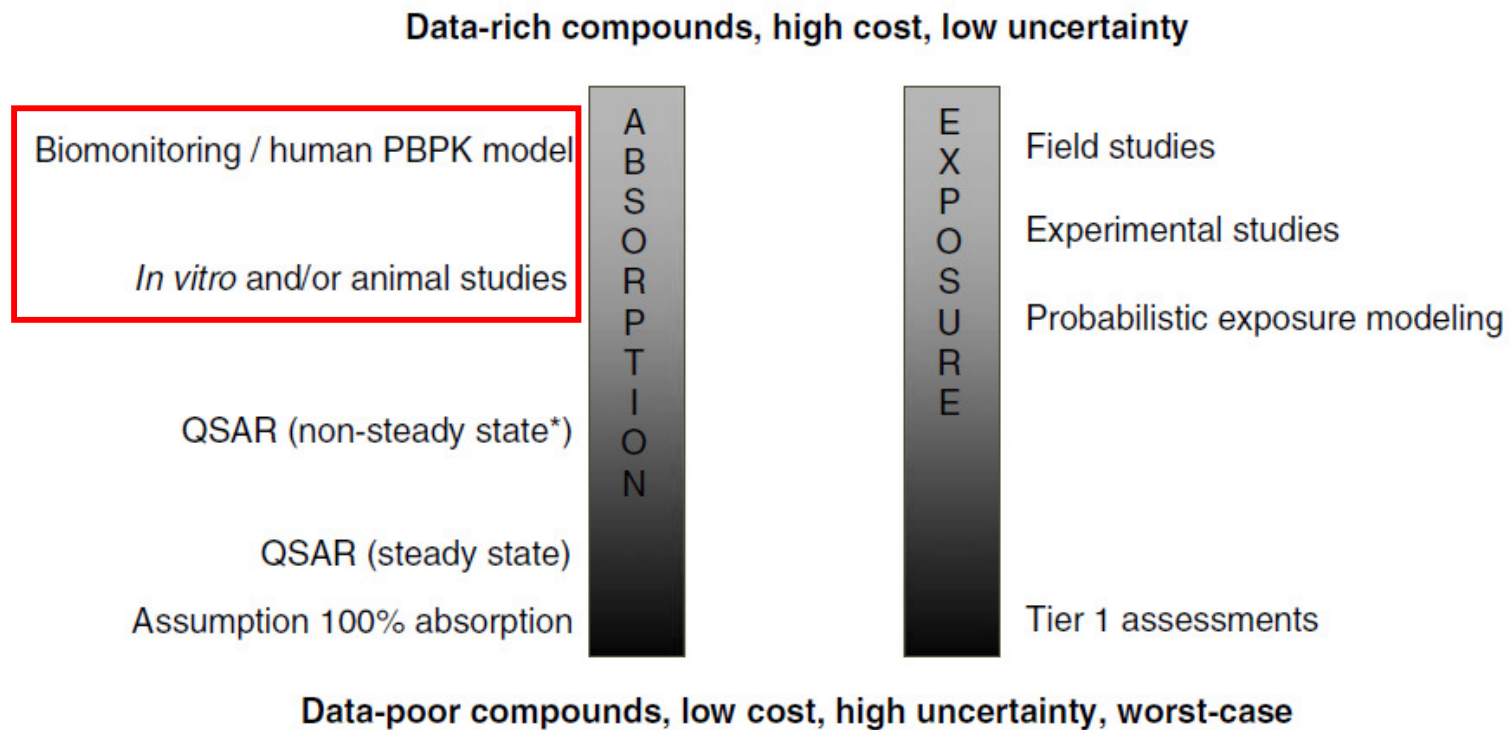 Data-rich compounds, high cost, low uncertainty
Biomonitoring / human PBPK model
In vitro and/or animal studies
QSAR (non-steady state*)
QSAR (steady state)
Assumption 100% absorption
ABSORPTION
EXPOSURE
Field studies
Experimental studies
Probabilistic exposure modeling
Tier 1 assessments
Data-poor compounds, low cost, high uncertainty, worst-case